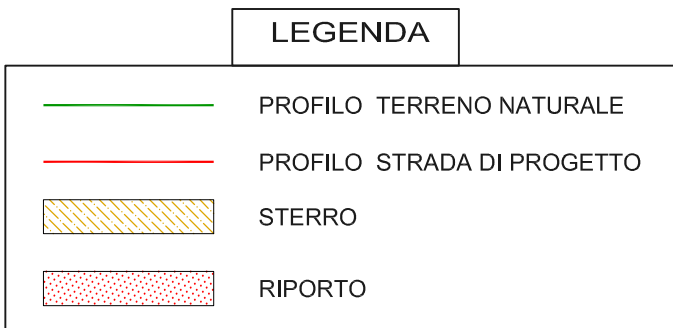 LEGENDA
PROFILO TERRENO NATURALE
PROFILO STRADA DI PROGETTO
STERRO
RIPORTO